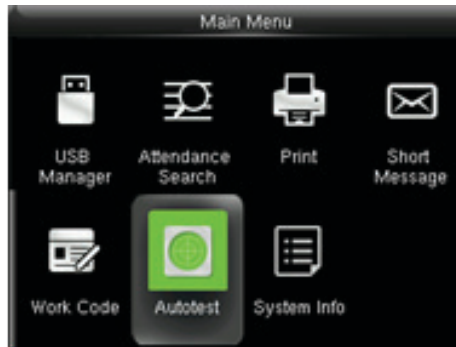 Main Menu
USB
Manager
Attendance
Search
Print
Short
Message
Work Code
Autotest
System Info